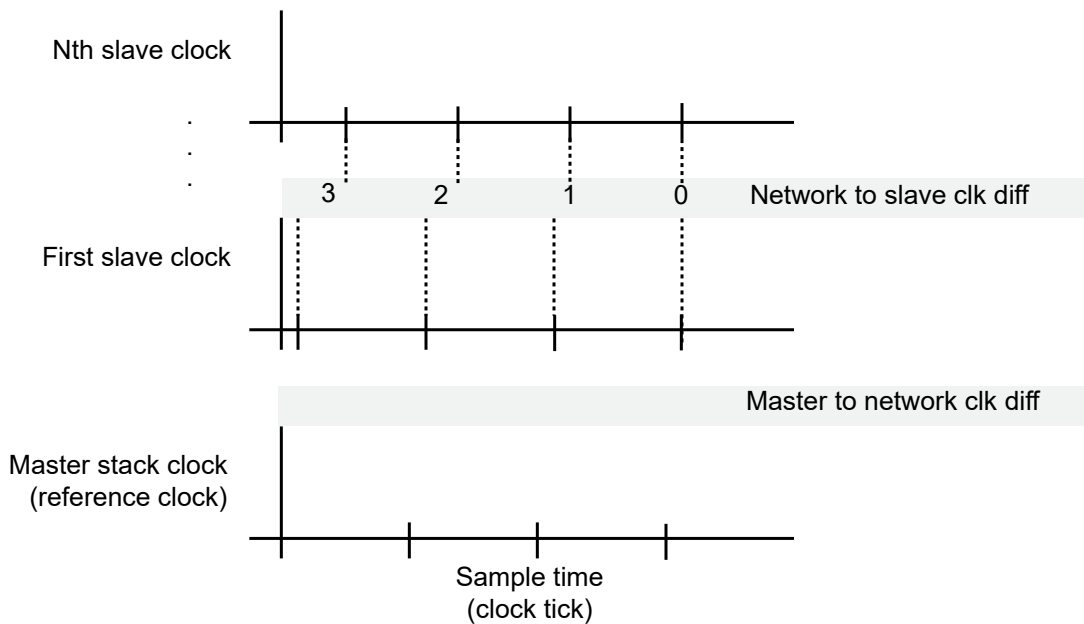 Nth slave clock
.
.
.
3 2 1 0 Network to slave clk diff
First slave clock
Master to network clk diff
Master stack clock
(reference clock)
Sample time
(clock tick)